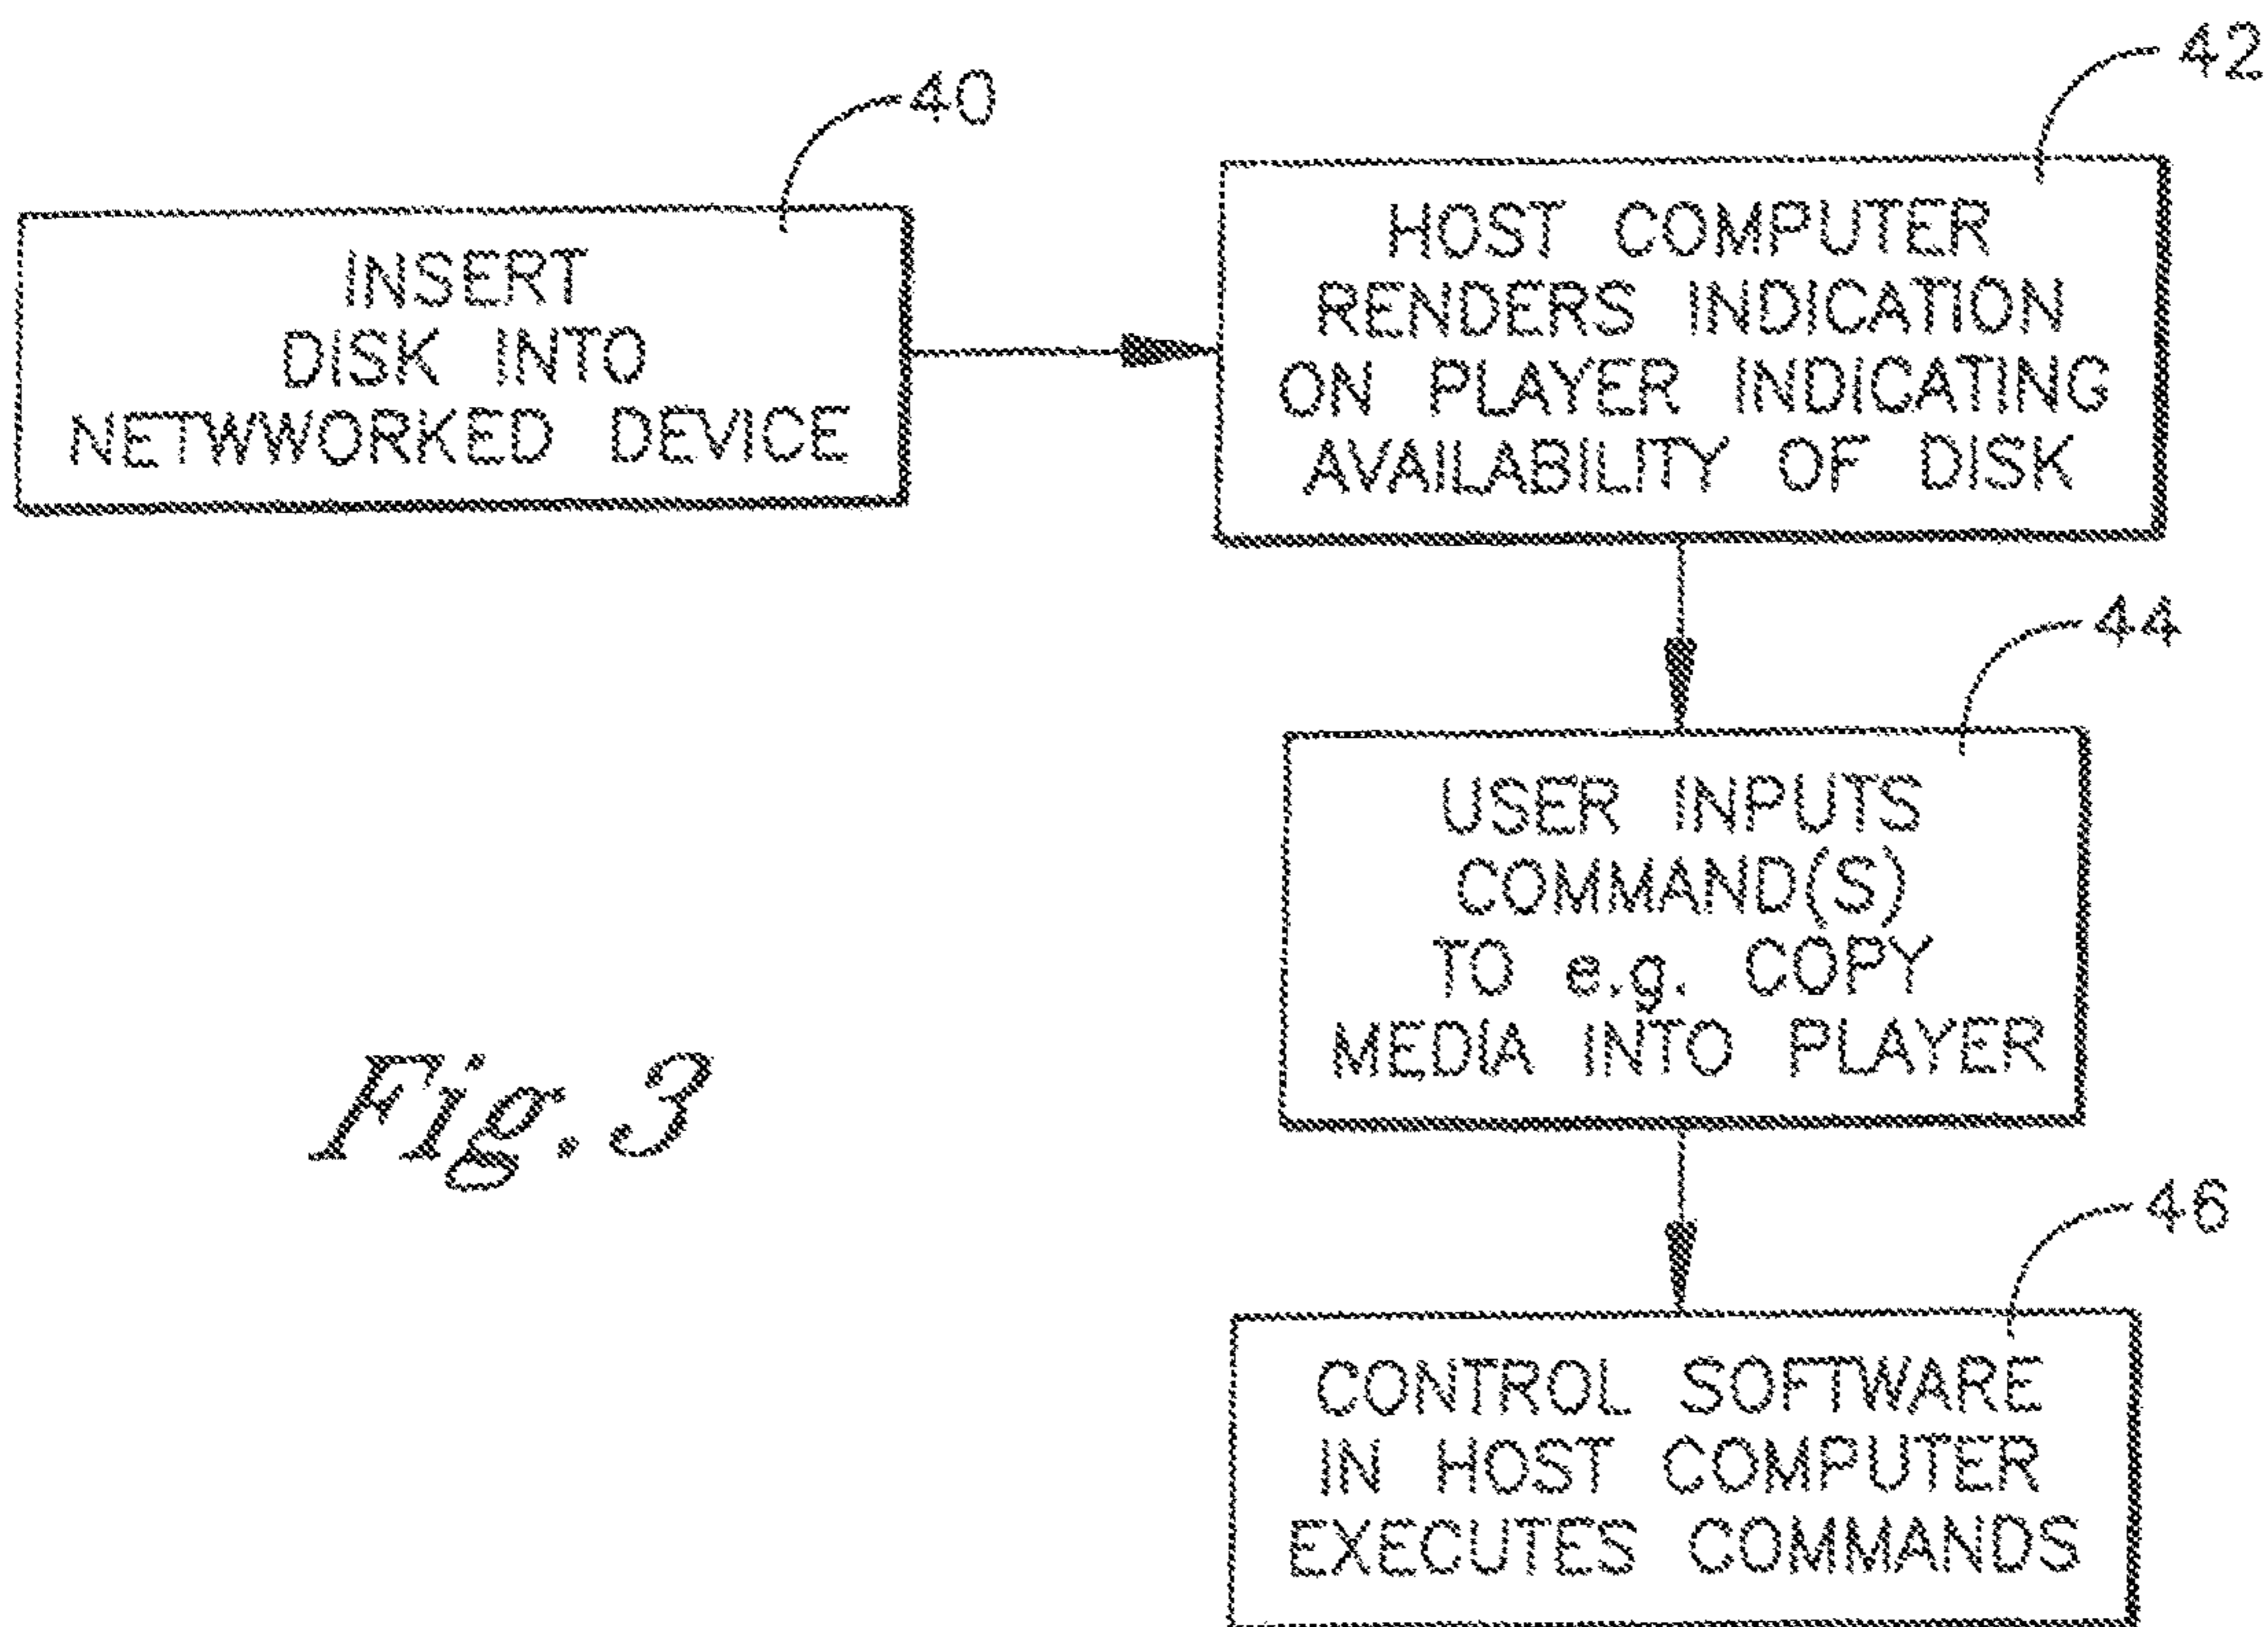 40
INSERT
DISK INTO
NETWWORKED DEVICE
42
HOST COMPUTER
RENDERS INDICATION
ON PLAYER INDICATING
AVAILABILITY OF DISK
44
USER INPUTS
COMMAND(S)
TO e.g. COPY
MEDIA INTO PLAYER
46
CONTROL SOFTWARE
IN HOST COMPUTER
EXECUTES COMMANDS
Fig. 3